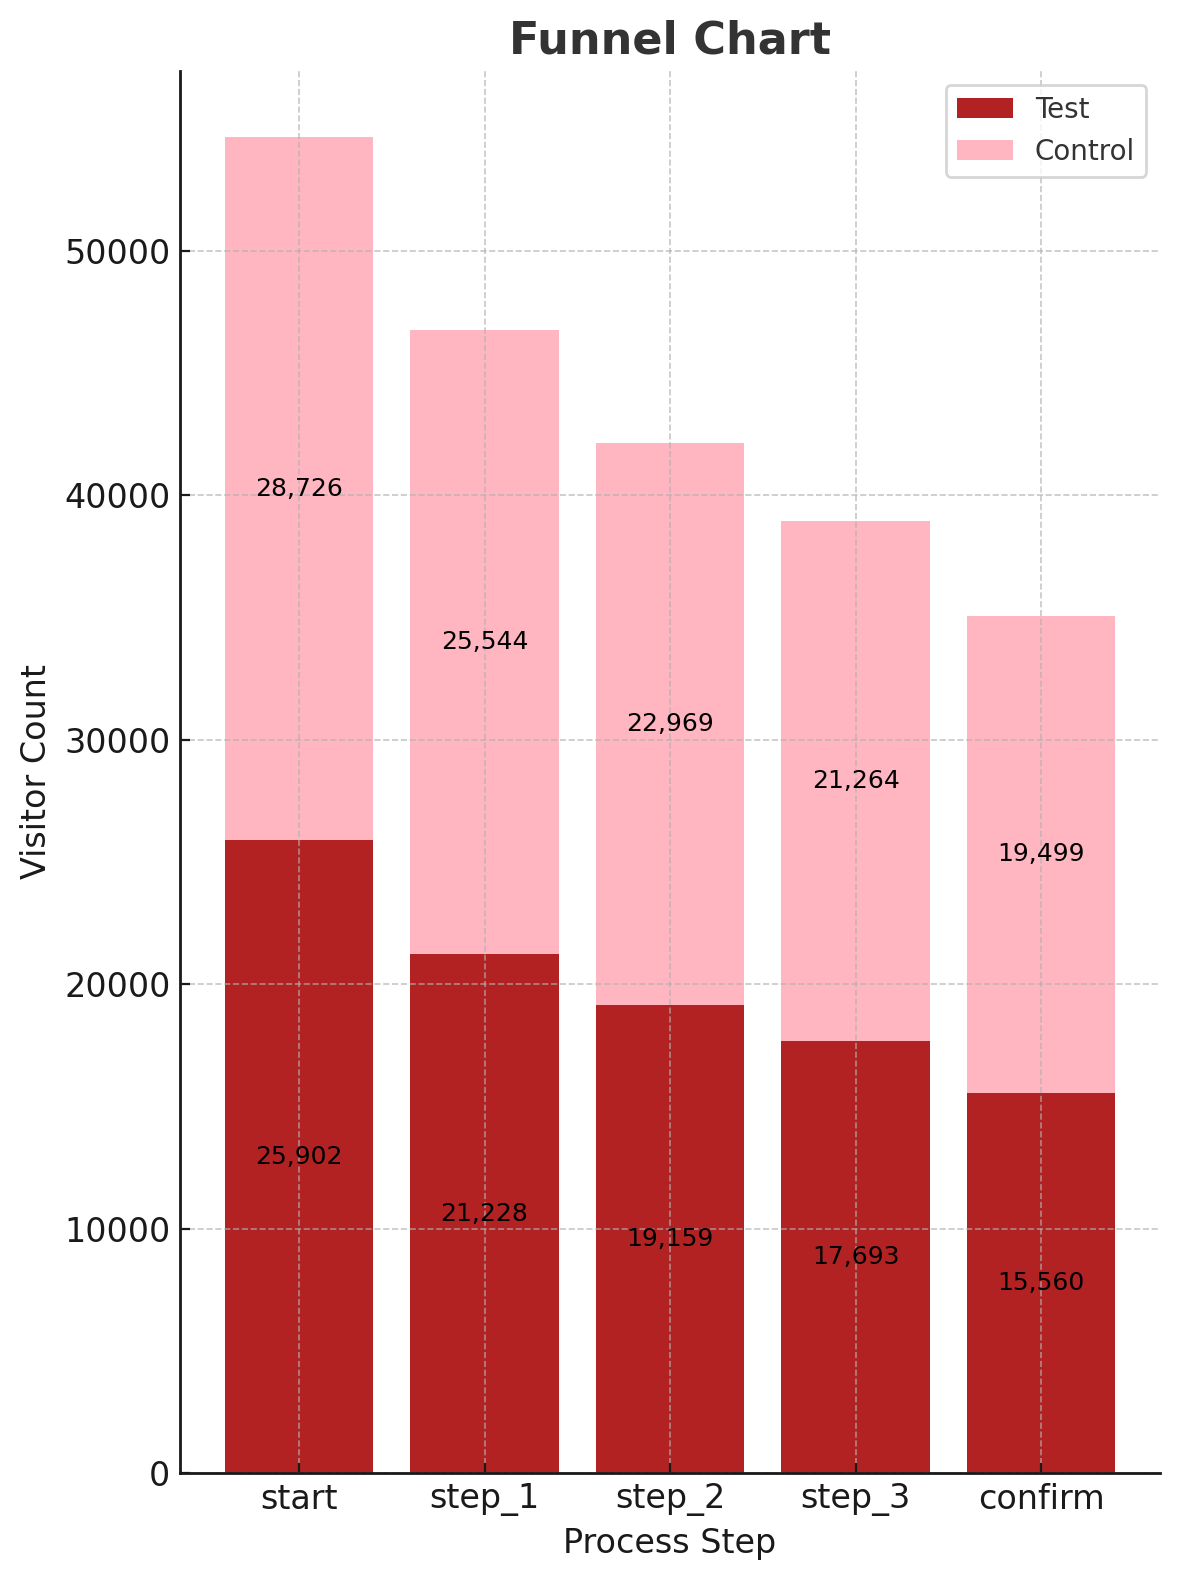 Funnel Chart
Test
Control
50000
40000
30000
20000
10000
0
Visitor Count
28,726
25,544
22,969
21,264
19,499
25,902
21,228
19,159
17,693
15,560
start
step_1
step_2
step_3
confirm
Process Step